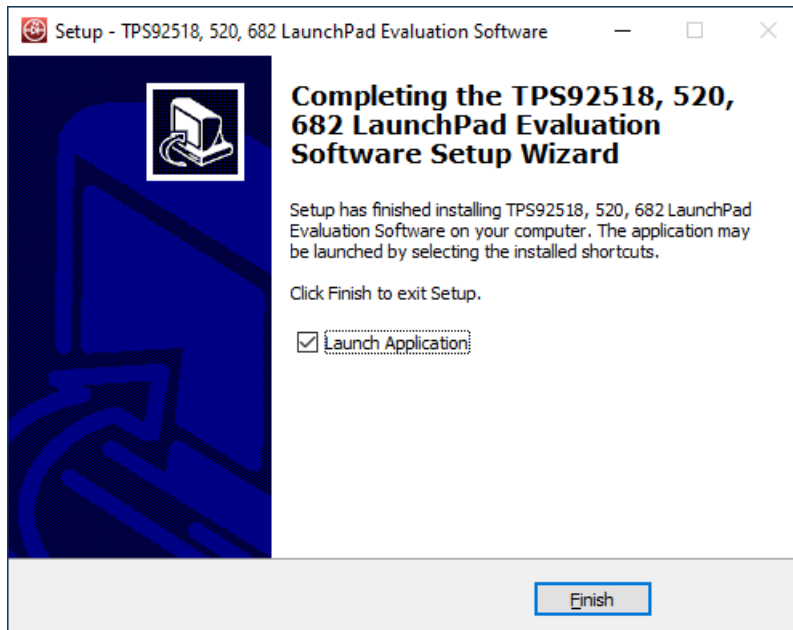 Setup - TPS92518, 520, 682 LaunchPad Evaluation Software
Completing the TPS92518, 520,
682 LaunchPad Evaluation
Software Setup Wizard
Setup has finished installing TPS92518, 520, 682 LaunchPad
Evaluation Software on your computer. The application may
be launched by selecting the installed shortcuts.
Click Finish to exit Setup.
Launch Application
Finish